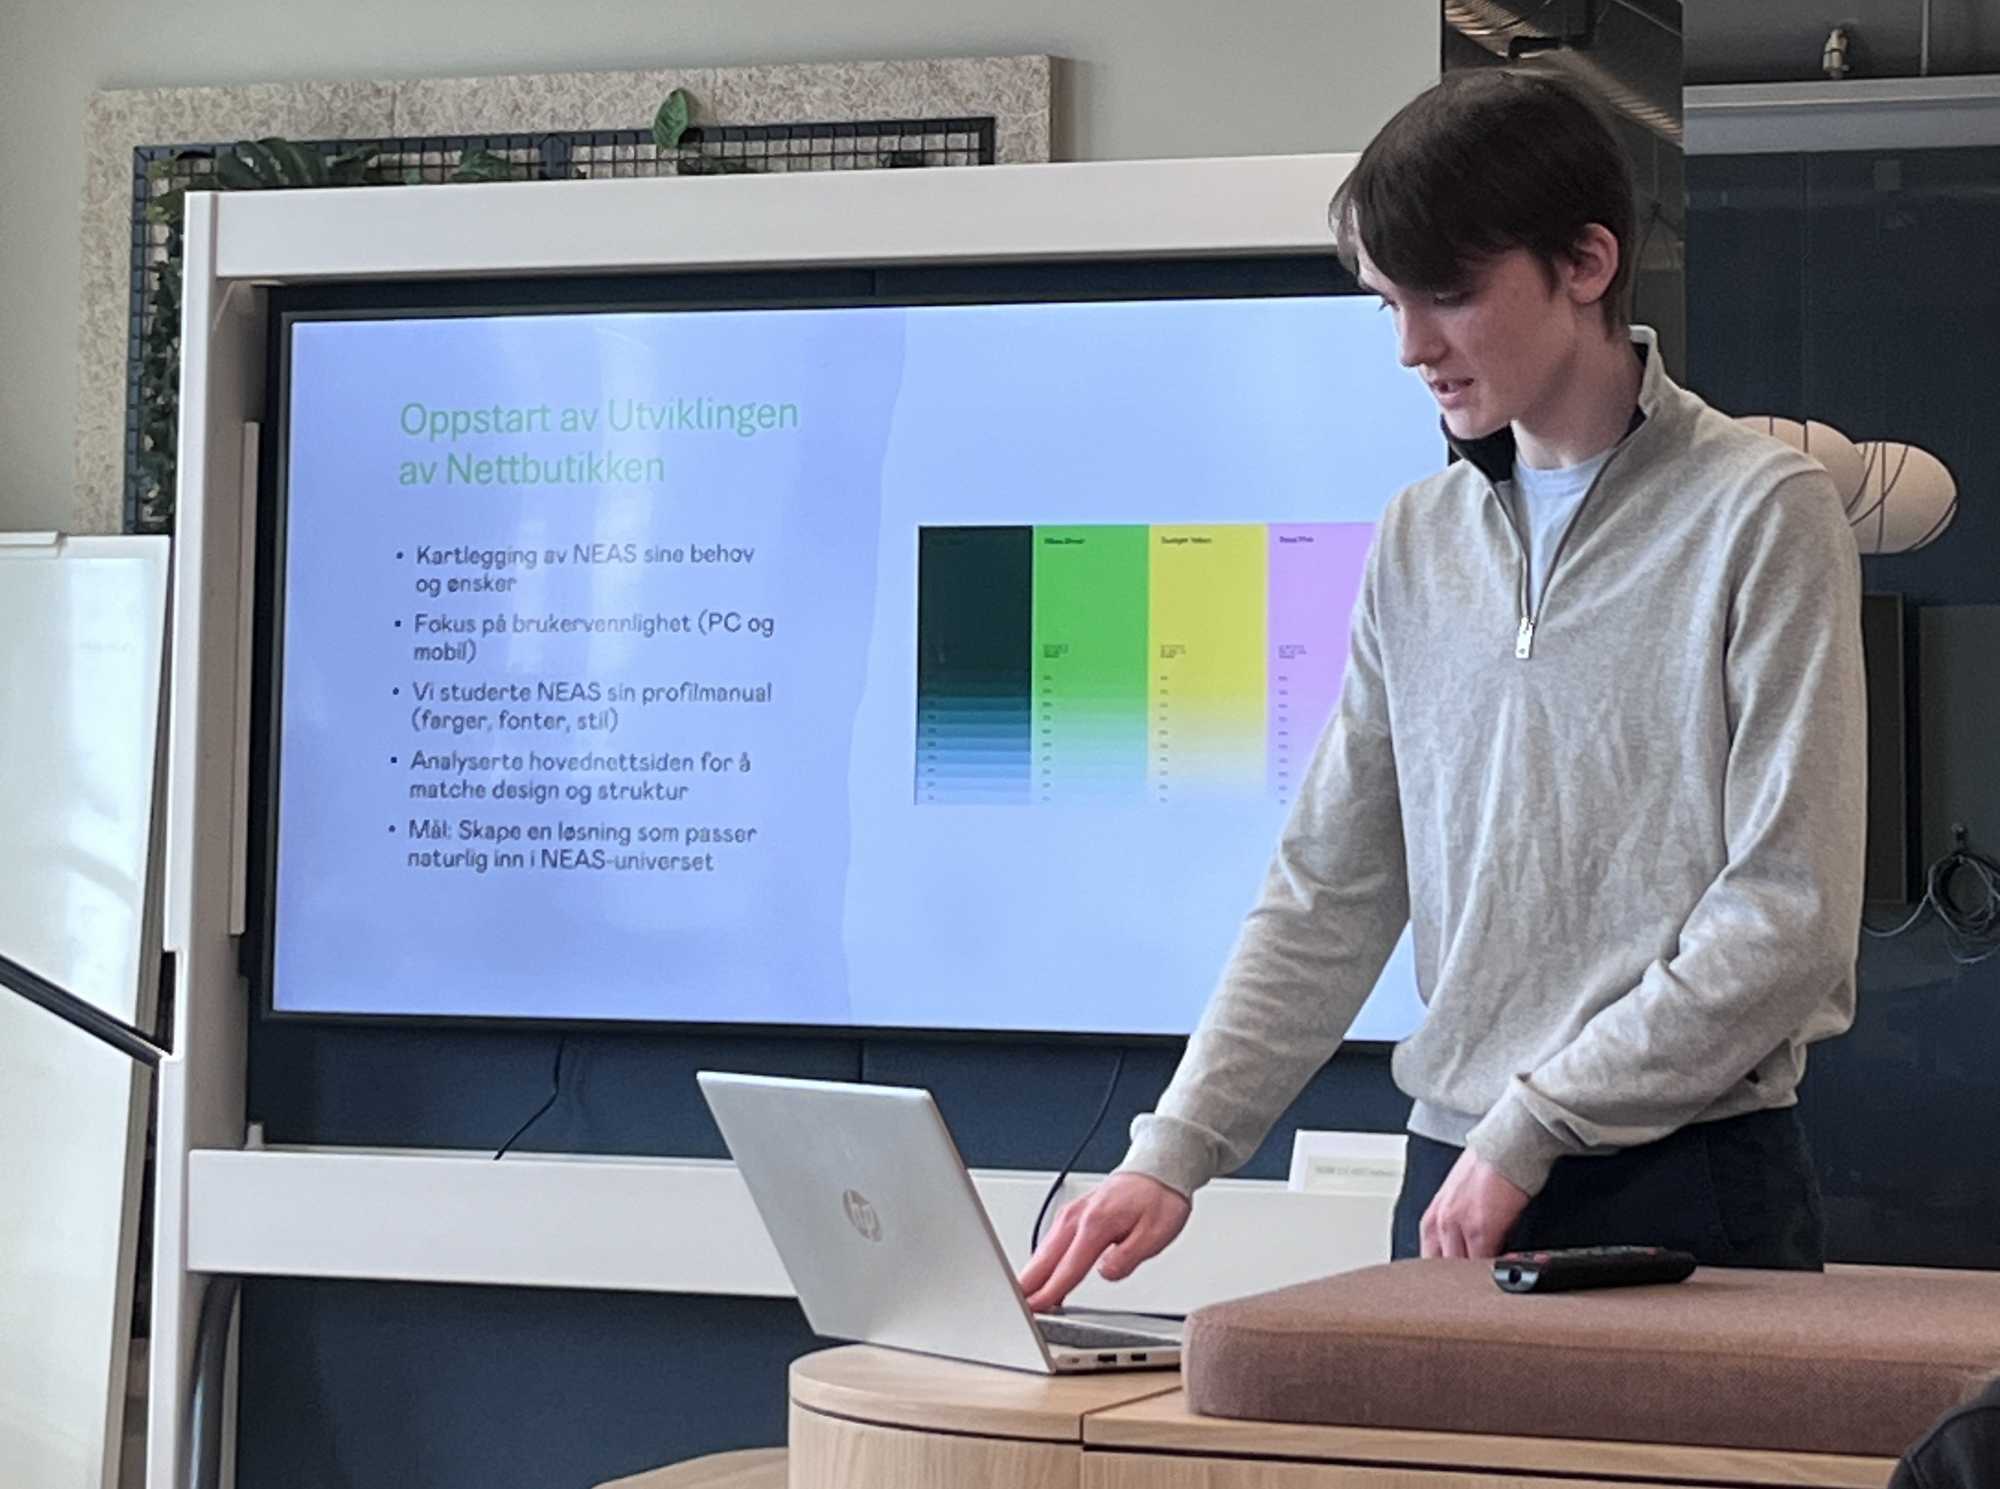 Oppstart av Utviklingen
av Nettbutikken
• Kartlegging av NEAS sine behov
og ønsker
• Fokus på brukervennlighet (PC og
mobil)
• Vi studerte NEAS sin profilmanual
(farger, fonter, stil)
• Analyserte hovednettsiden for å
matche design og struktur
• Mål: Skape en løsning som passer
naturlig inn i NEAS-universet
hp